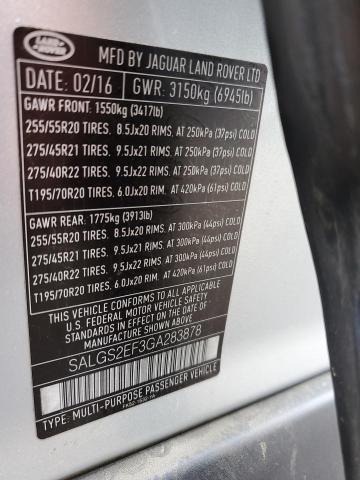 LAND ROVER
MFD BY JAGUAR LAND ROVER LTD
DATE: 02/16 GWR: 3150kg (6945lb)
GAWR FRONT: 1550kg (3417lb)
255/55R20 TIRES. 8.5Jx20 RIMS, AT 250kPa (37psi) COLD
275/45R21 TIRES. 9.5Jx21 RIMS, AT 250kPa (37psi) COLD
275/40R22 TIRES. 9.5Jx22 RIMS, AT 250kPa (37psi) COLD
T195/70R20 TIRES. 6.0Jx20 RIM, AT 420kPa (61psi) COLD
GAWR REAR: 1775kg (3913lb)
255/55R20 TIRES. 8.5Jx20 RIMS, AT 300kPa (44psi) COLD
275/45R21 TIRES. 9.5Jx21 RIMS, AT 300kPa (44psi) COLD
275/40R22 TIRES. 9.5Jx22 RIMS, AT 300kPa (44psi) COLD
T195/70R20 TIRES. 6.0Jx20 RIM, AT 420kPa (61psi) COLD
THIS VEHICLE CONFORMS TO ALL APPLICABLE
U.S. FEDERAL MOTOR VEHICLE SAFETY AND THEFT
PREVENTION STANDARDS IN EFFECT ON THE DATE OF
MANUFACTURE SHOWN ABOVE.
SALGS2EF3GA283878
TYPE: MULTI-PURPOSE PASSENGER VEHICLE